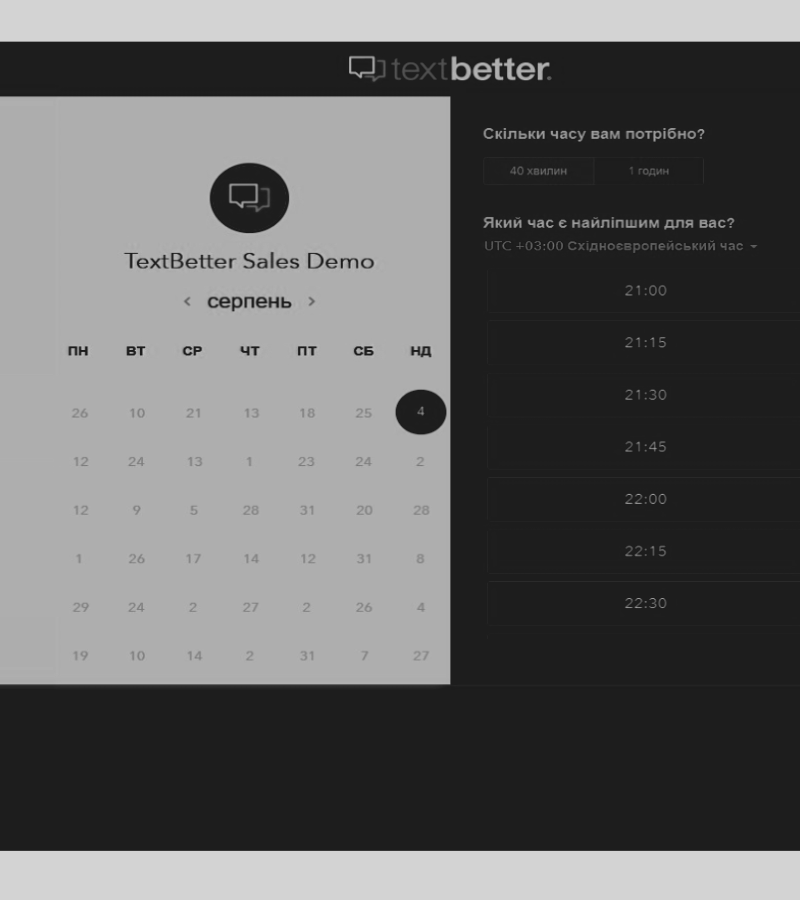 textbetter.
TextBetter Sales Demo
< серпень >
ПН ВТ СР ЧТ ПТ СБ НД
26 10 21 13 18 25 4
12 24 13 1 23 24 2
12 9 5 28 31 20 28
1 26 17 14 12 31 8
29 24 2 27 2 26 4
19 10 14 2 31 7 27
Скільки часу вам потрібно?
40 хвилин 1 годин
Який час є найліпшим для вас?
UTC +03:00 Східноєвропейський час
21:00
21:15
21:30
21:45
22:00
22:15
22:30